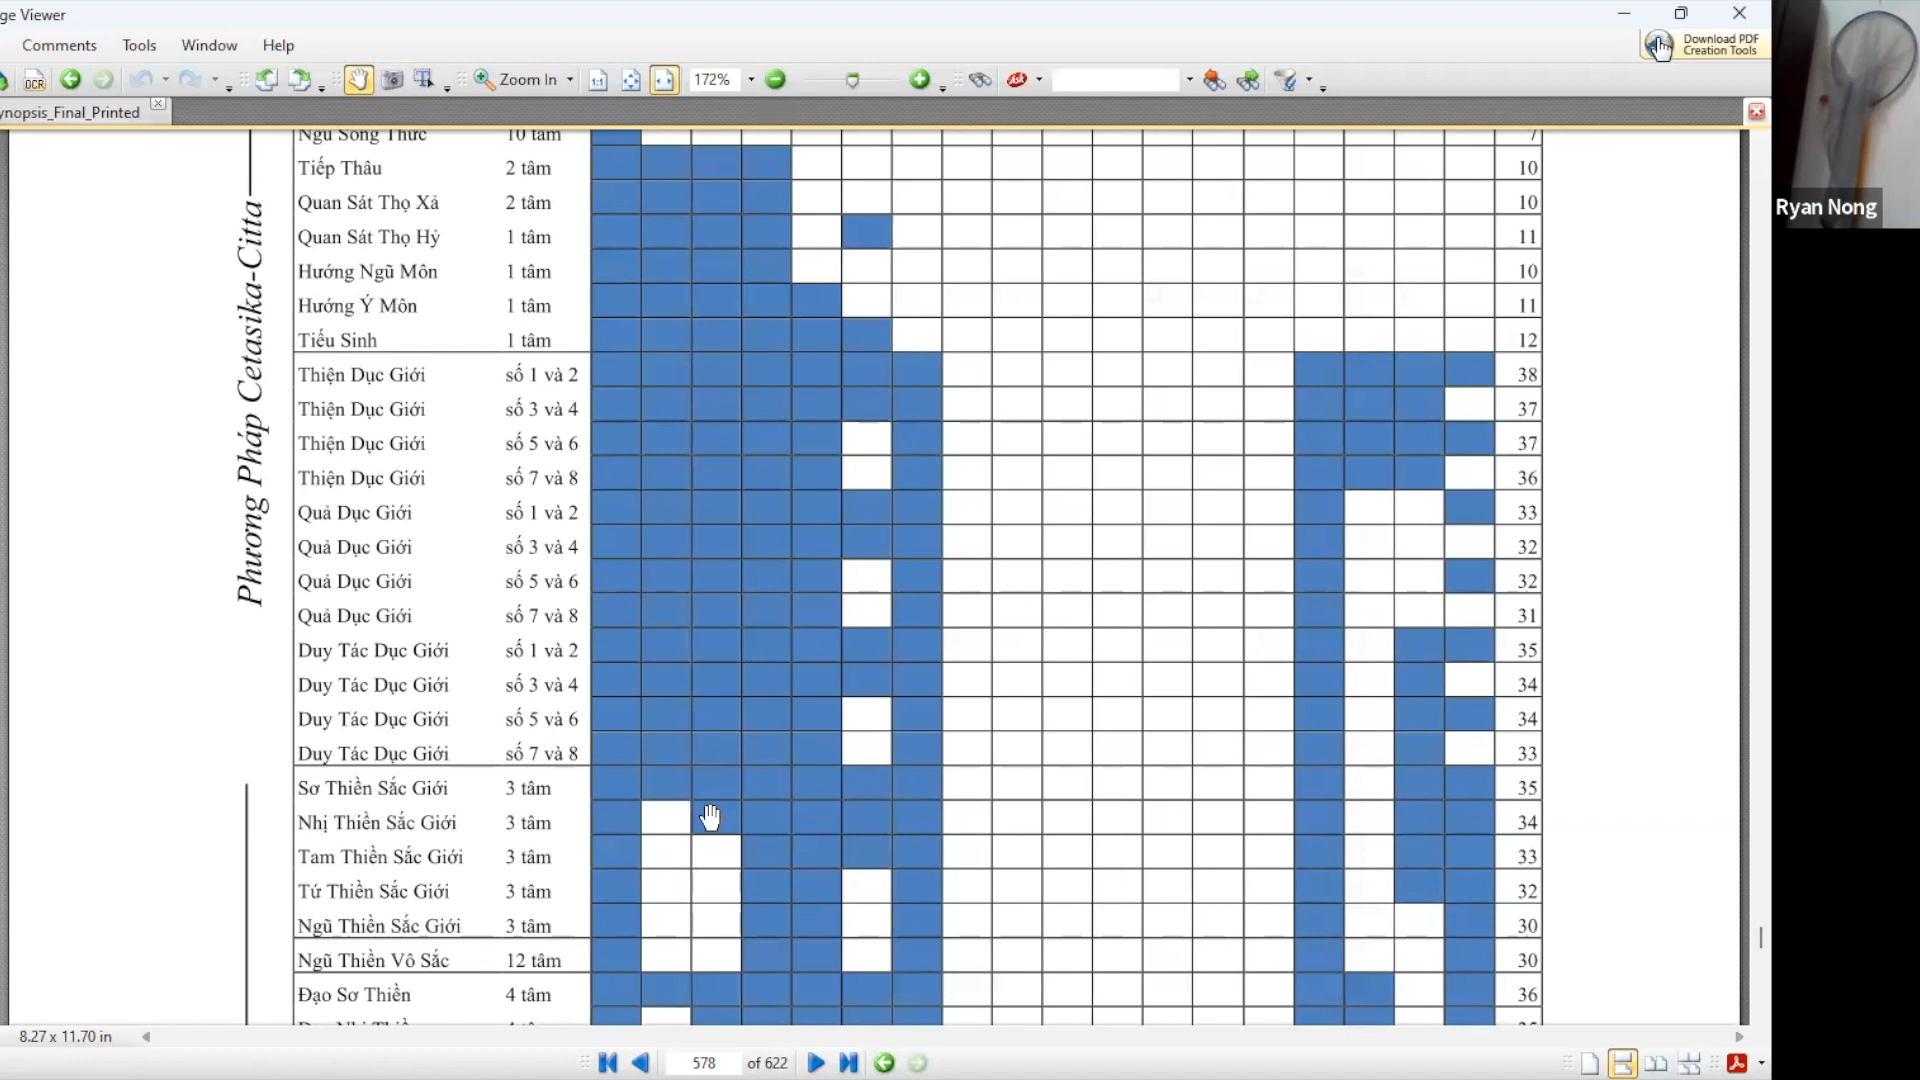 ge Viewer
Comments Tools Window Help
Download PDF
Creation Tools
OCR Zoom In 172% Ask
ynopsis_Final_Printed
Ryan Nong
Phương Pháp Cetasika-Citta
Ngũ Song Thức 10 tâm 7
Tiếp Thâu 2 tâm 10
Quan Sát Thọ Xả 2 tâm 10
Quan Sát Thọ Hỷ 1 tâm 11
Hướng Ngũ Môn 1 tâm 10
Hướng Ý Môn 1 tâm 11
Tiếu Sinh 1 tâm 12
Thiện Dục Giới số 1 và 2 38
Thiện Dục Giới số 3 và 4 37
Thiện Dục Giới số 5 và 6 37
Thiện Dục Giới số 7 và 8 36
Quả Dục Giới số 1 và 2 33
Quả Dục Giới số 3 và 4 32
Quả Dục Giới số 5 và 6 32
Quả Dục Giới số 7 và 8 31
Duy Tác Dục Giới số 1 và 2 35
Duy Tác Dục Giới số 3 và 4 34
Duy Tác Dục Giới số 5 và 6 34
Duy Tác Dục Giới số 7 và 8 33
Sơ Thiền Sắc Giới 3 tâm 35
Nhị Thiền Sắc Giới 3 tâm 34
Tam Thiền Sắc Giới 3 tâm 33
Tứ Thiền Sắc Giới 3 tâm 32
Ngũ Thiền Sắc Giới 3 tâm 30
Ngũ Thiền Vô Sắc 12 tâm 30
Đạo Sơ Thiền 4 tâm 36
8.27 x 11.70 in
578 of 622